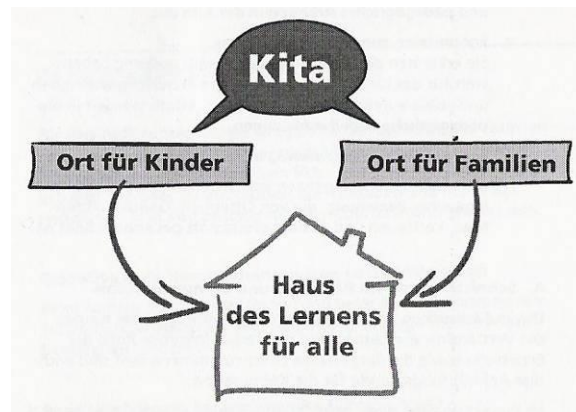 Kita
Ort für Kinder
Ort für Familien
Haus
des Lernens
für alle